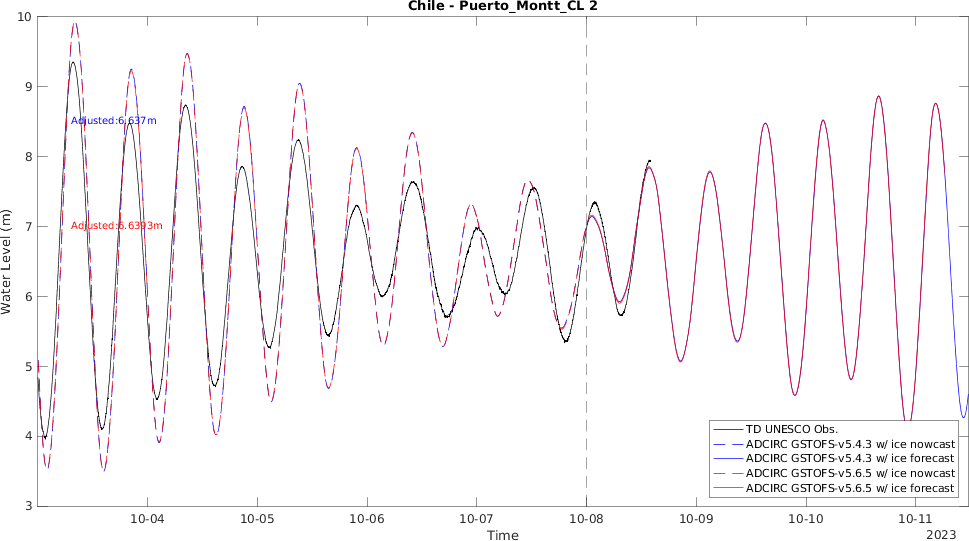 Chile - Puerto_Montt_CL 2
Water Level (m)
10
9
8
7
6
5
4
3
Adjusted:6.637m
Adjusted:6.6393m
TD UNESCO Obs.
ADCIRC GSTOFS-v5.4.3 w/ ice nowcast
ADCIRC GSTOFS-v5.4.3 w/ ice forecast
ADCIRC GSTOFS-v5.6.5 w/ ice nowcast
ADCIRC GSTOFS-v5.6.5 w/ ice forecast
10-04 10-05 10-06 10-07 10-08 10-09 10-10 10-11
Time
2023